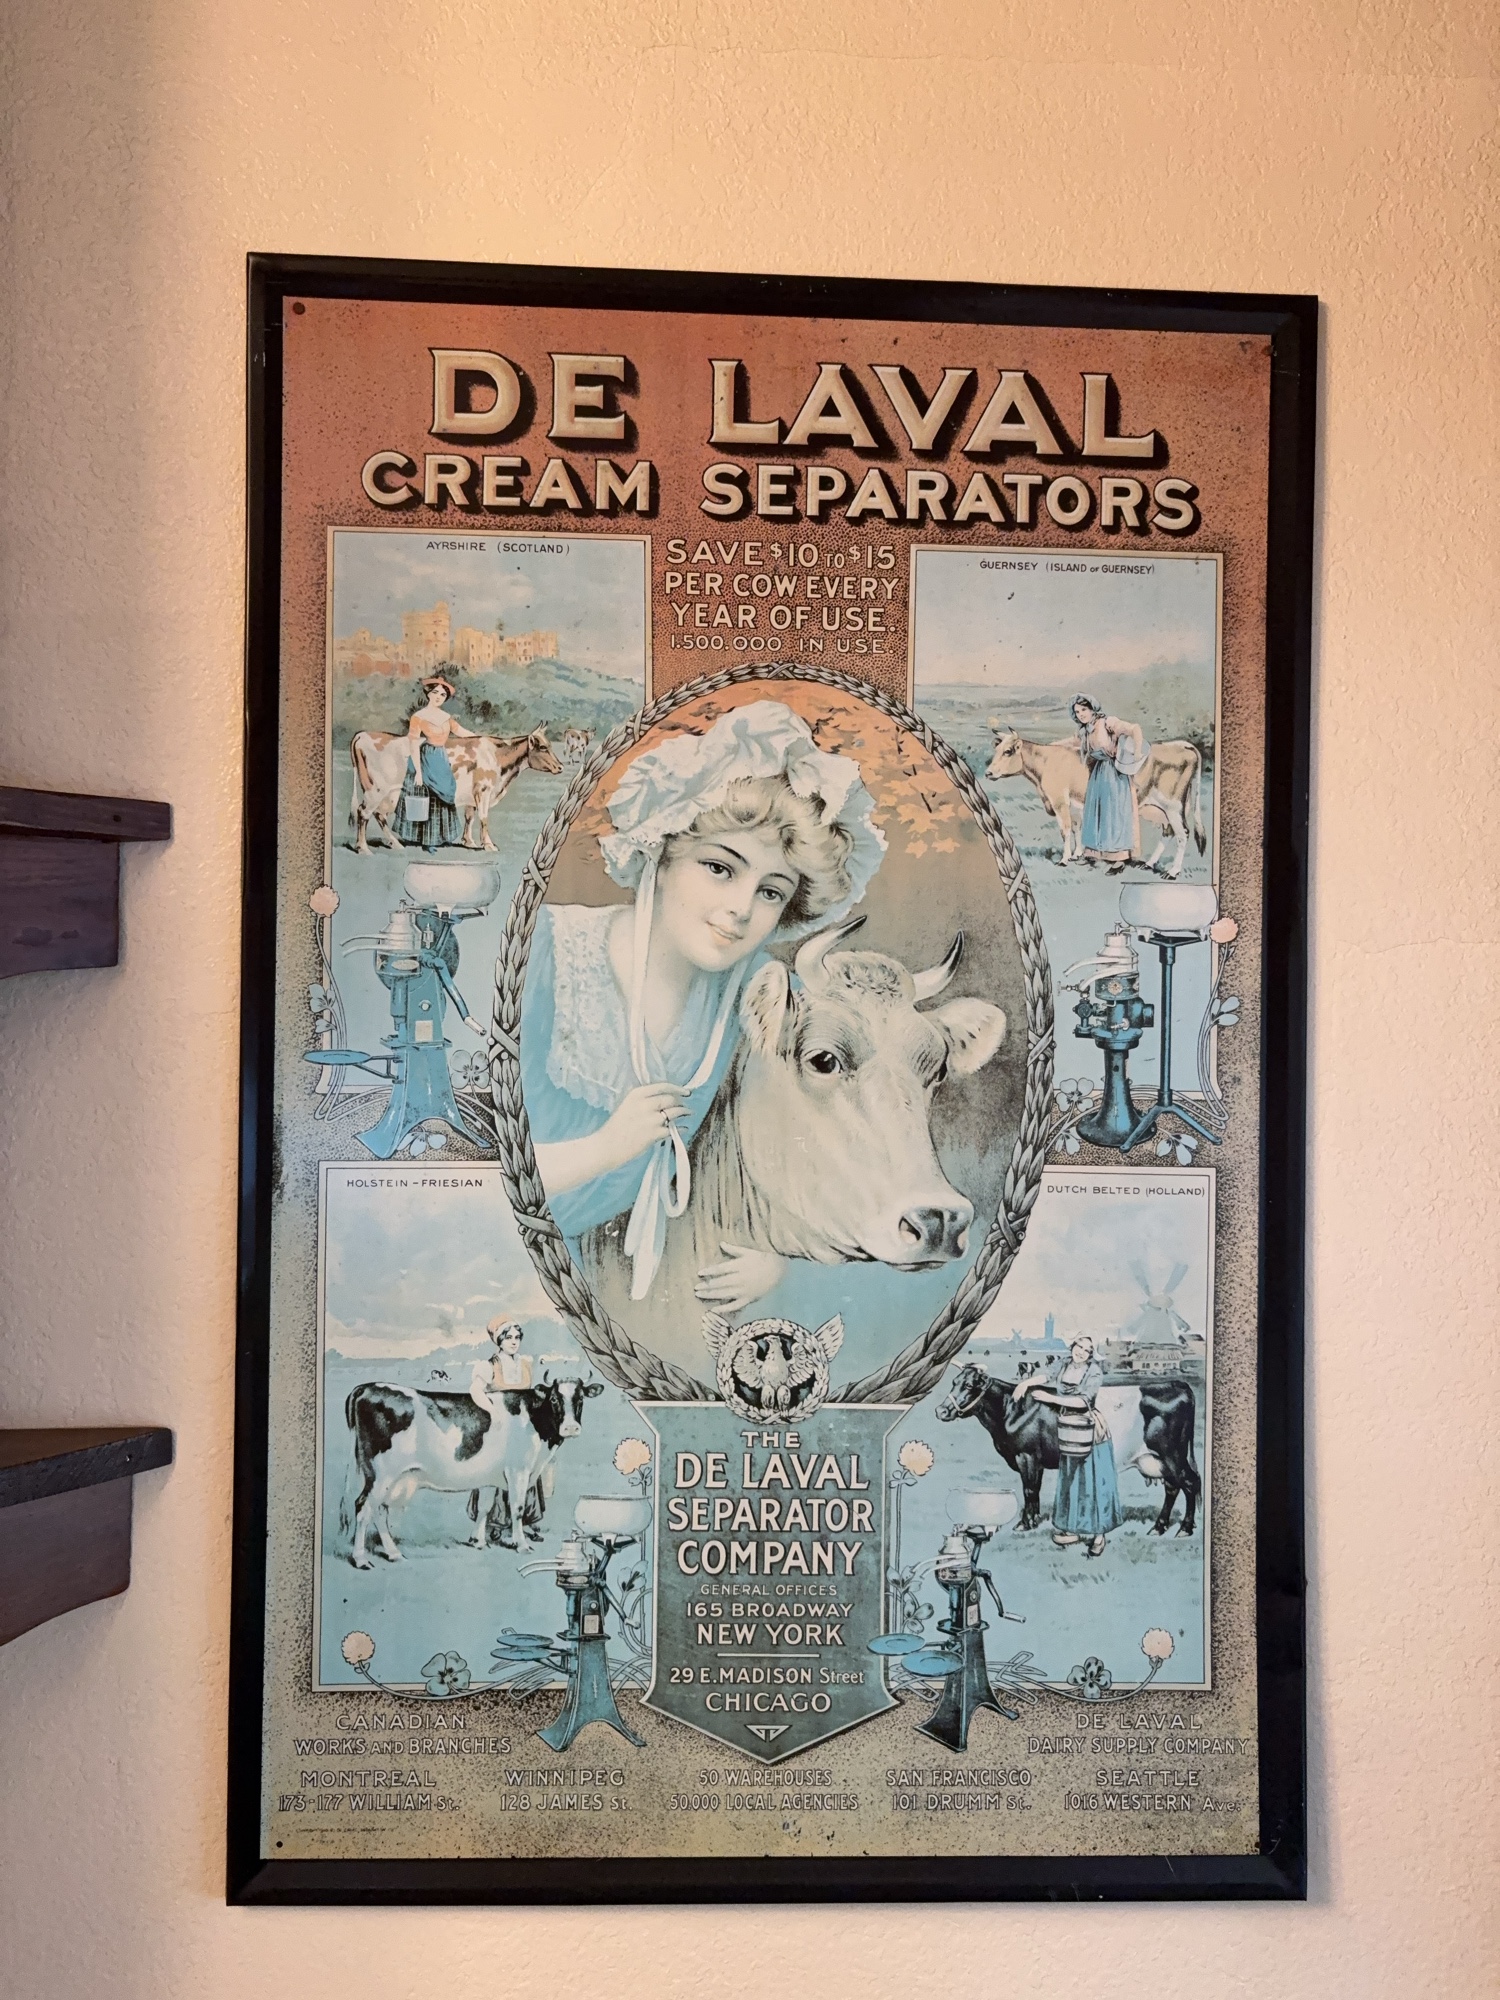 DE LAVAL
CREAM SEPARATORS
AYRSHIRE (SCOTLAND)
SAVE $10 TO $15
PER COW EVERY
YEAR OF USE.
1.500.000 IN USE.
GUERNSEY (ISLAND OF GUERNSEY)
HOLSTEIN-FRIESIAN
DUTCH BELTED (HOLLAND)
THE
DE LAVAL
SEPARATOR
COMPANY
GENERAL OFFICES
165 BROADWAY
NEW YORK
29 E. MADISON Street
CHICAGO
CANADIAN
WORKS AND BRANCHES
MONTREAL
173-177 WILLIAM St.
WINNIPEG
128 JAMES St.
50 WAREHOUSES
50.000 LOCAL AGENCIES
DE LAVAL
DAIRY SUPPLY COMPANY
SAN FRANCISCO
101 DRUMM St.
SEATTLE
1016 WESTERN Ave.